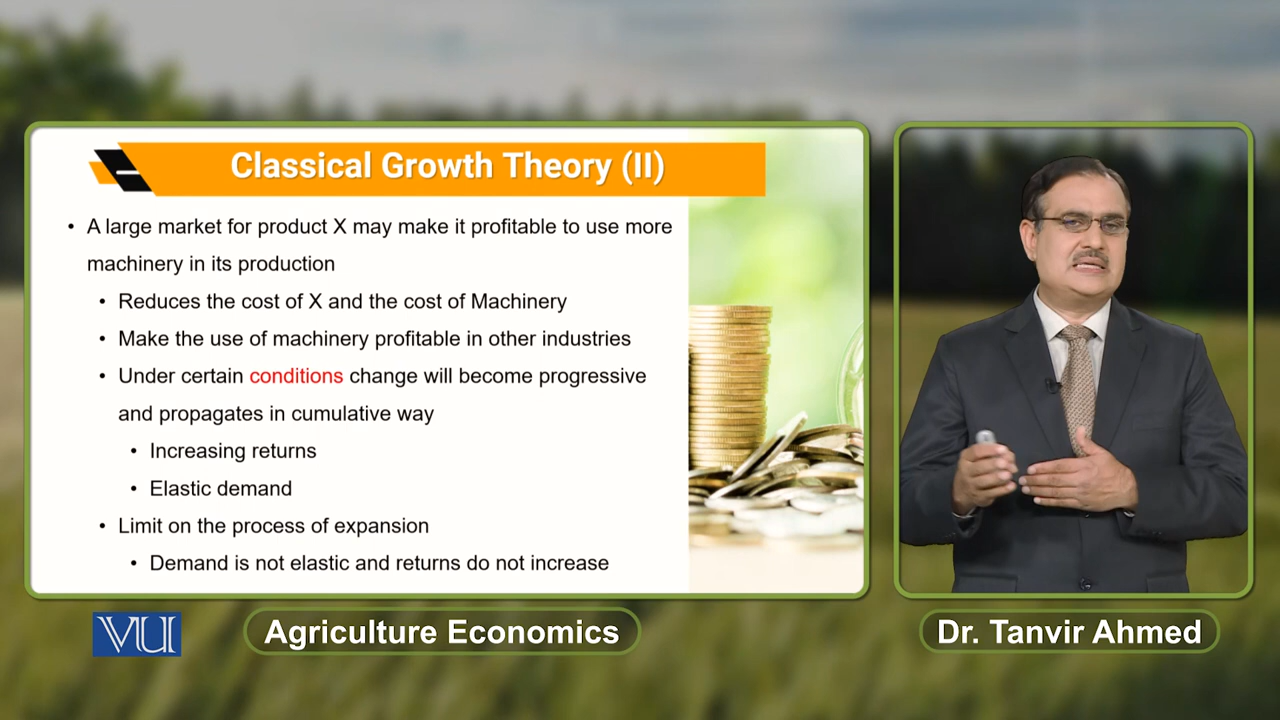 Classical Growth Theory (II)
• A large market for product X may make it profitable to use more
machinery in its production
• Reduces the cost of X and the cost of Machinery
• Make the use of machinery profitable in other industries
• Under certain conditions change will become progressive
and propagates in cumulative way
• Increasing returns
• Elastic demand
• Limit on the process of expansion
• Demand is not elastic and returns do not increase
VU
Agriculture Economics
Dr. Tanvir Ahmed